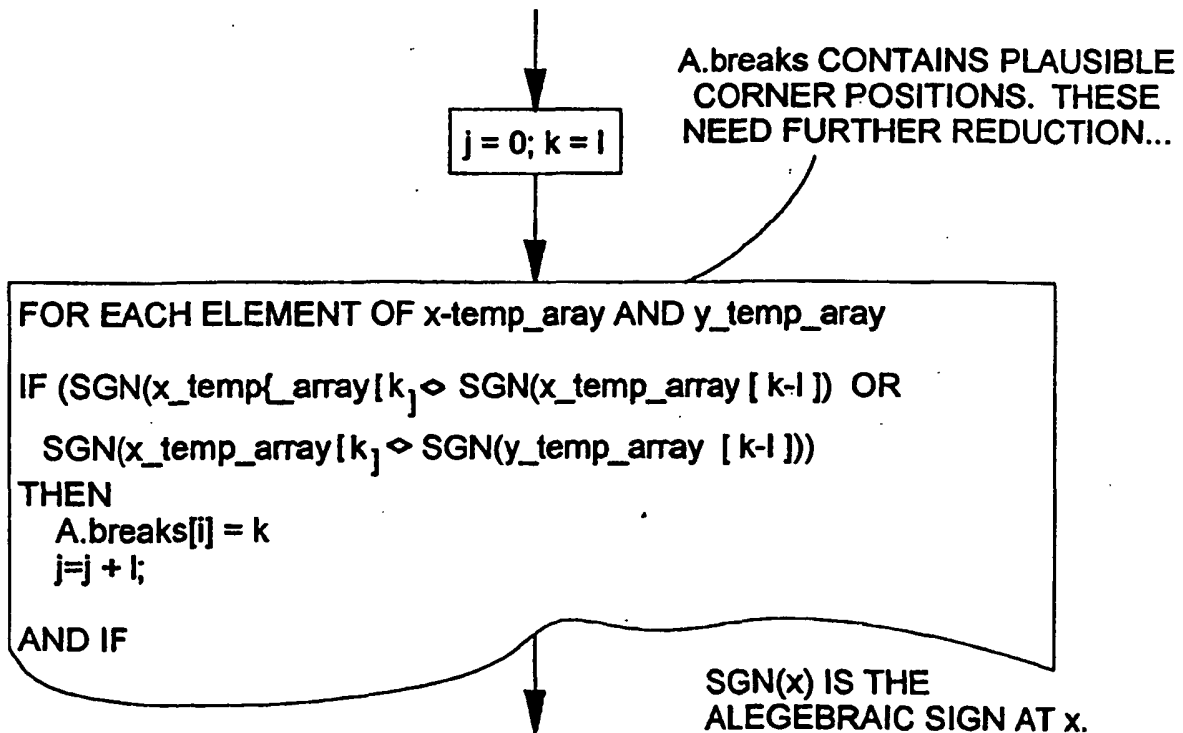 A.breaks CONTAINS PLAUSIBLE
CORNER POSITIONS. THESE
NEED FURTHER REDUCTION...
j = 0; k = l
FOR EACH ELEMENT OF x-temp_aray AND y_temp_aray
IF (SGN(x_temp{_array[k]<> SGN(x_temp_array [ k-l ]) OR
SGN(x_temp_array[k]<> SGN(y_temp_array [ k-l ]))
THEN
A.breaks[i] = k
j=j + l;
AND IF
SGN(x) IS THE
ALEGEBRAIC SIGN AT x.